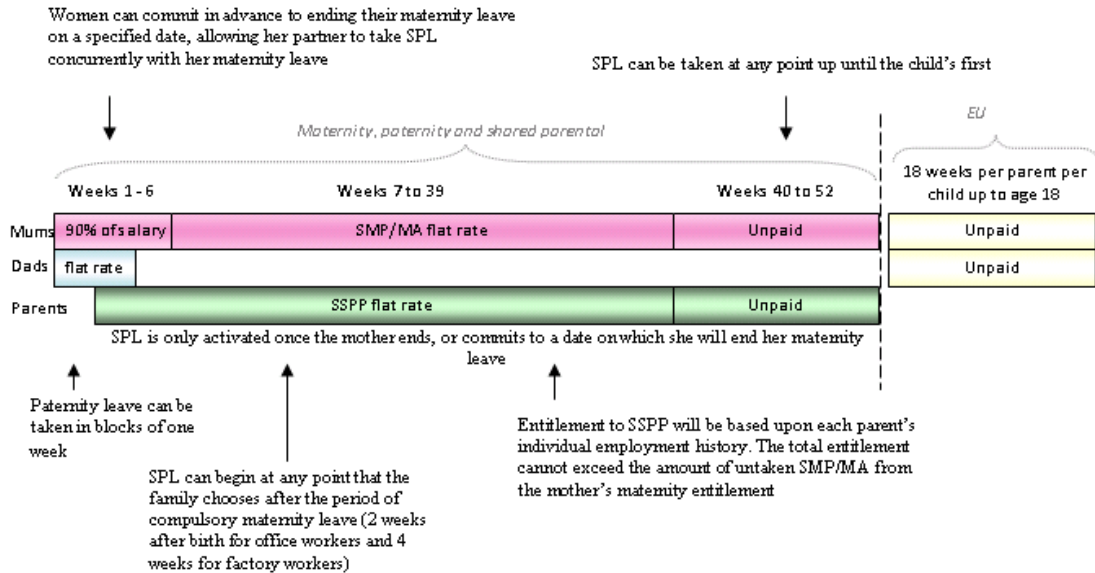 Women can commit in advance to ending their maternity leave
on a specified date, allowing her partner to take SPL
concurrently with her maternity leave
SPL can be taken at any point up until the child's first
Maternity, paternity and shared parental
EU
Weeks 1 - 6
Weeks 7 to 39
Weeks 40 to 52
18 weeks per parent per
child up to age 18
Mums
90% of salary
SMP/MA flat rate
Unpaid
Unpaid
Dads
flat rate
Unpaid
Parents
SSPP flat rate
Unpaid
SPL is only activated once the mother ends, or commits to a date on which she will end her maternity
leave
Paternity leave can be
taken in blocks of one
week
SPL can begin at any point that the
family chooses after the period of
compulsory maternity leave (2 weeks
after birth for office workers and 4
weeks for factory workers)
Entitlement to SSPP will be based upon each parent's
individual employment history. The total entitlement
cannot exceed the amount of untaken SMP/MA from
the mother's maternity entitlement